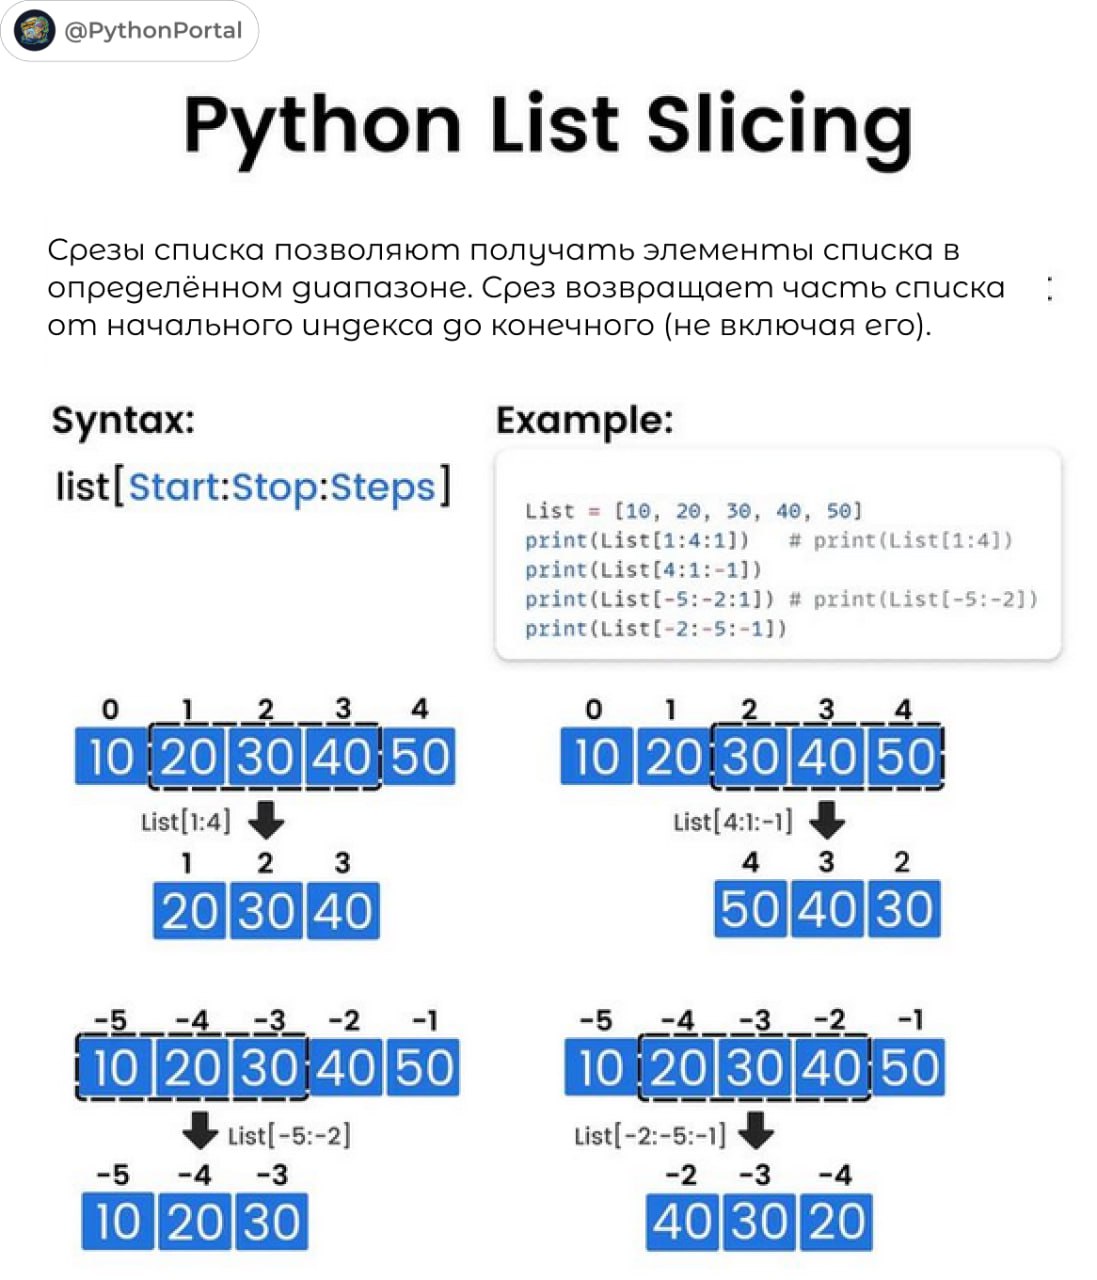 @PythonPortal
Python List Slicing
Срезы списка позволяют получать элементы списка в
определённом диапазоне. Срез возвращает часть списка
от начального индекса до конечного (не включая его).
Syntax:
list[Start:Stop:Steps]
Example:
List = [10, 20, 30, 40, 50]
print(List[1:4:1]) # print(List[1:4])
print(List[4:1:-1])
print(List[-5:-2:1]) # print(List[-5:-2])
print(List[-2:-5:-1])
0 1 2 3 4
10 20 30 40 50
List[1:4]
1 2 3
20 30 40
0 1 2 3 4
10 20 30 40 50
List[4:1:-1]
4 3 2
50 40 30
-5 -4 -3 -2 -1
10 20 30 40 50
List[-5:-2]
-5 -4 -3
10 20 30
-5 -4 -3 -2 -1
10 20 30 40 50
List[-2:-5:-1]
-2 -3 -4
40 30 20